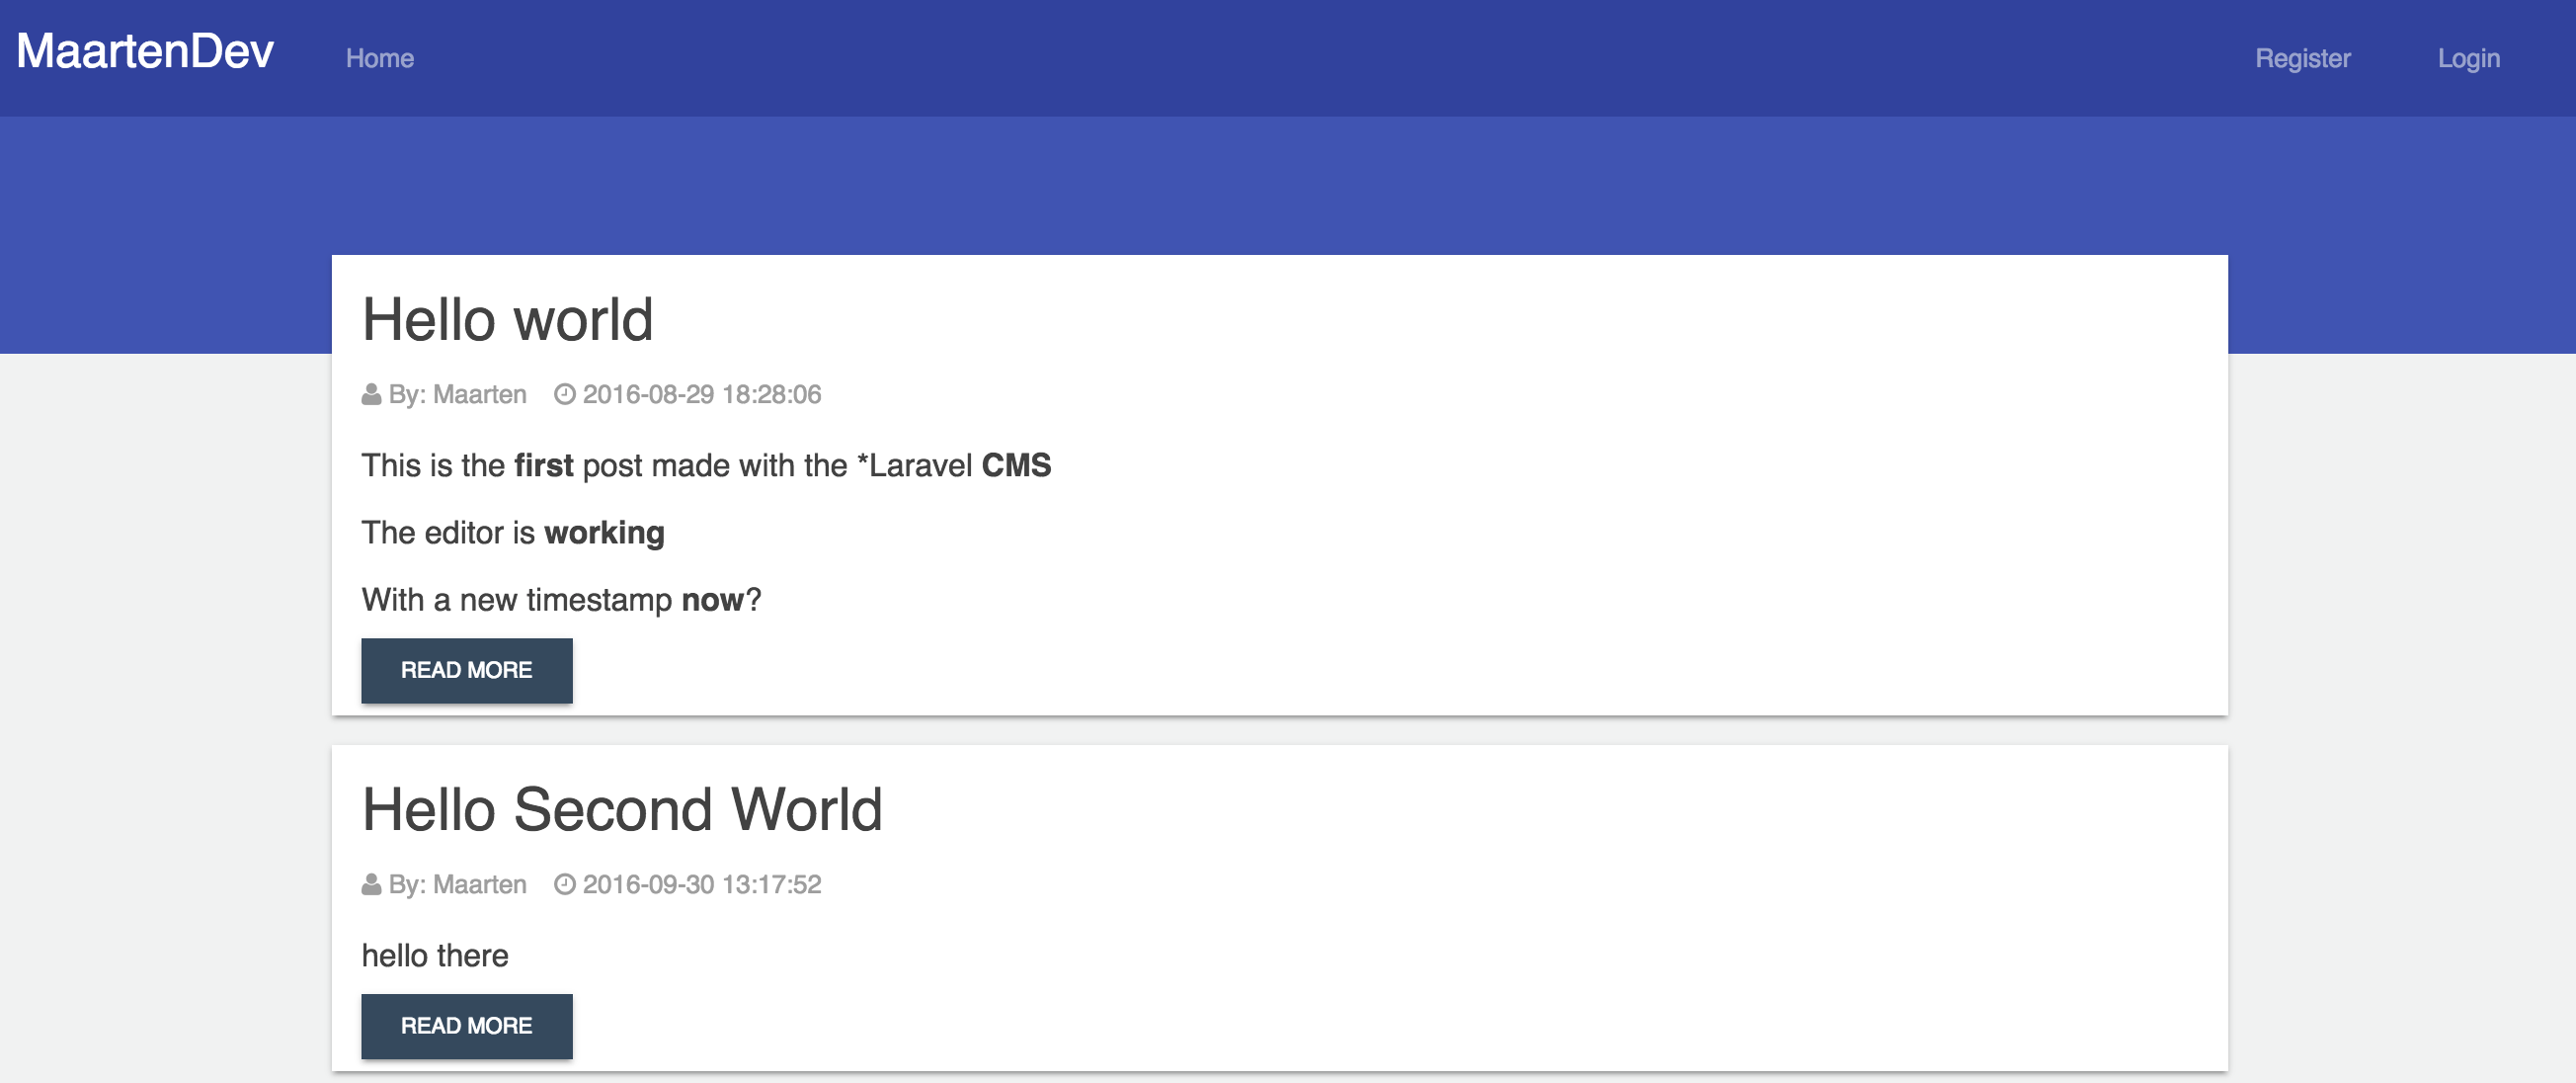 MaartenDev Home Register Login
Hello world
By: Maarten 2016-08-29 18:28:06
This is the first post made with the *Laravel CMS
The editor is working
With a new timestamp now?
READ MORE
Hello Second World
By: Maarten 2016-09-30 13:17:52
hello there
READ MORE